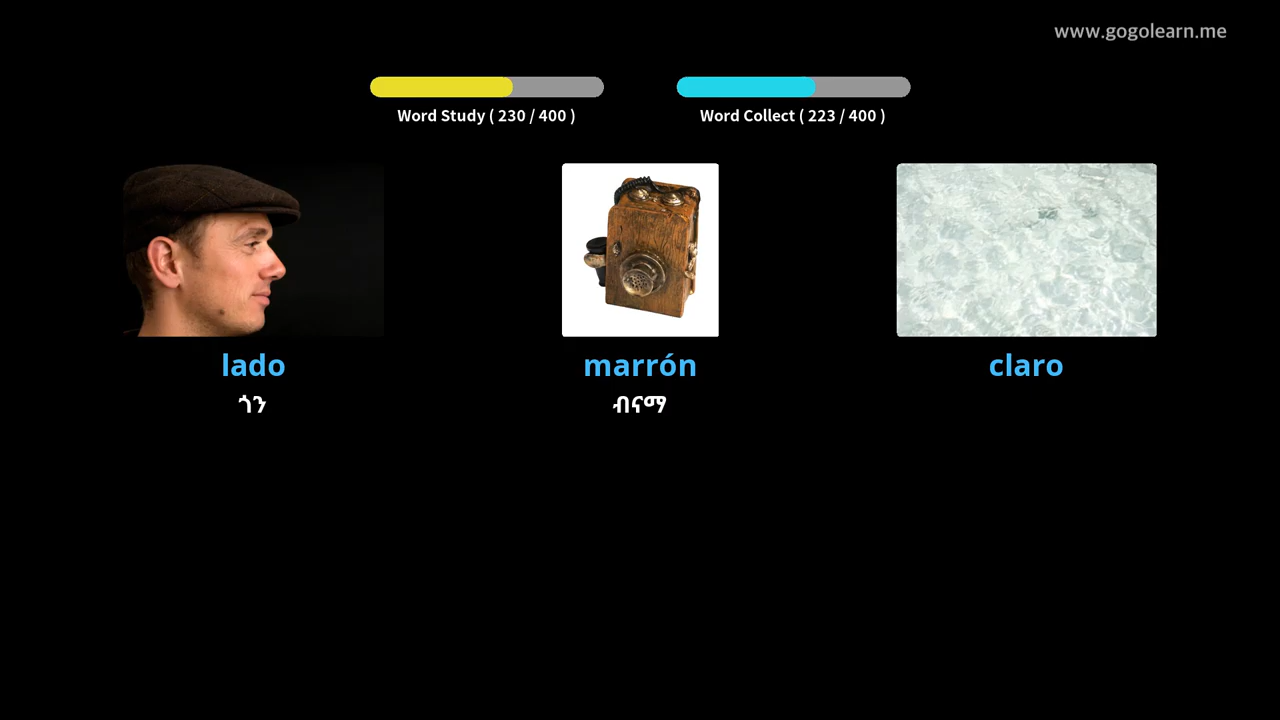 www.gogolearn.me
Word Study ( 230 / 400 )
Word Collect ( 223 / 400 )
lado
ጎን
marrón
ብናማ
claro